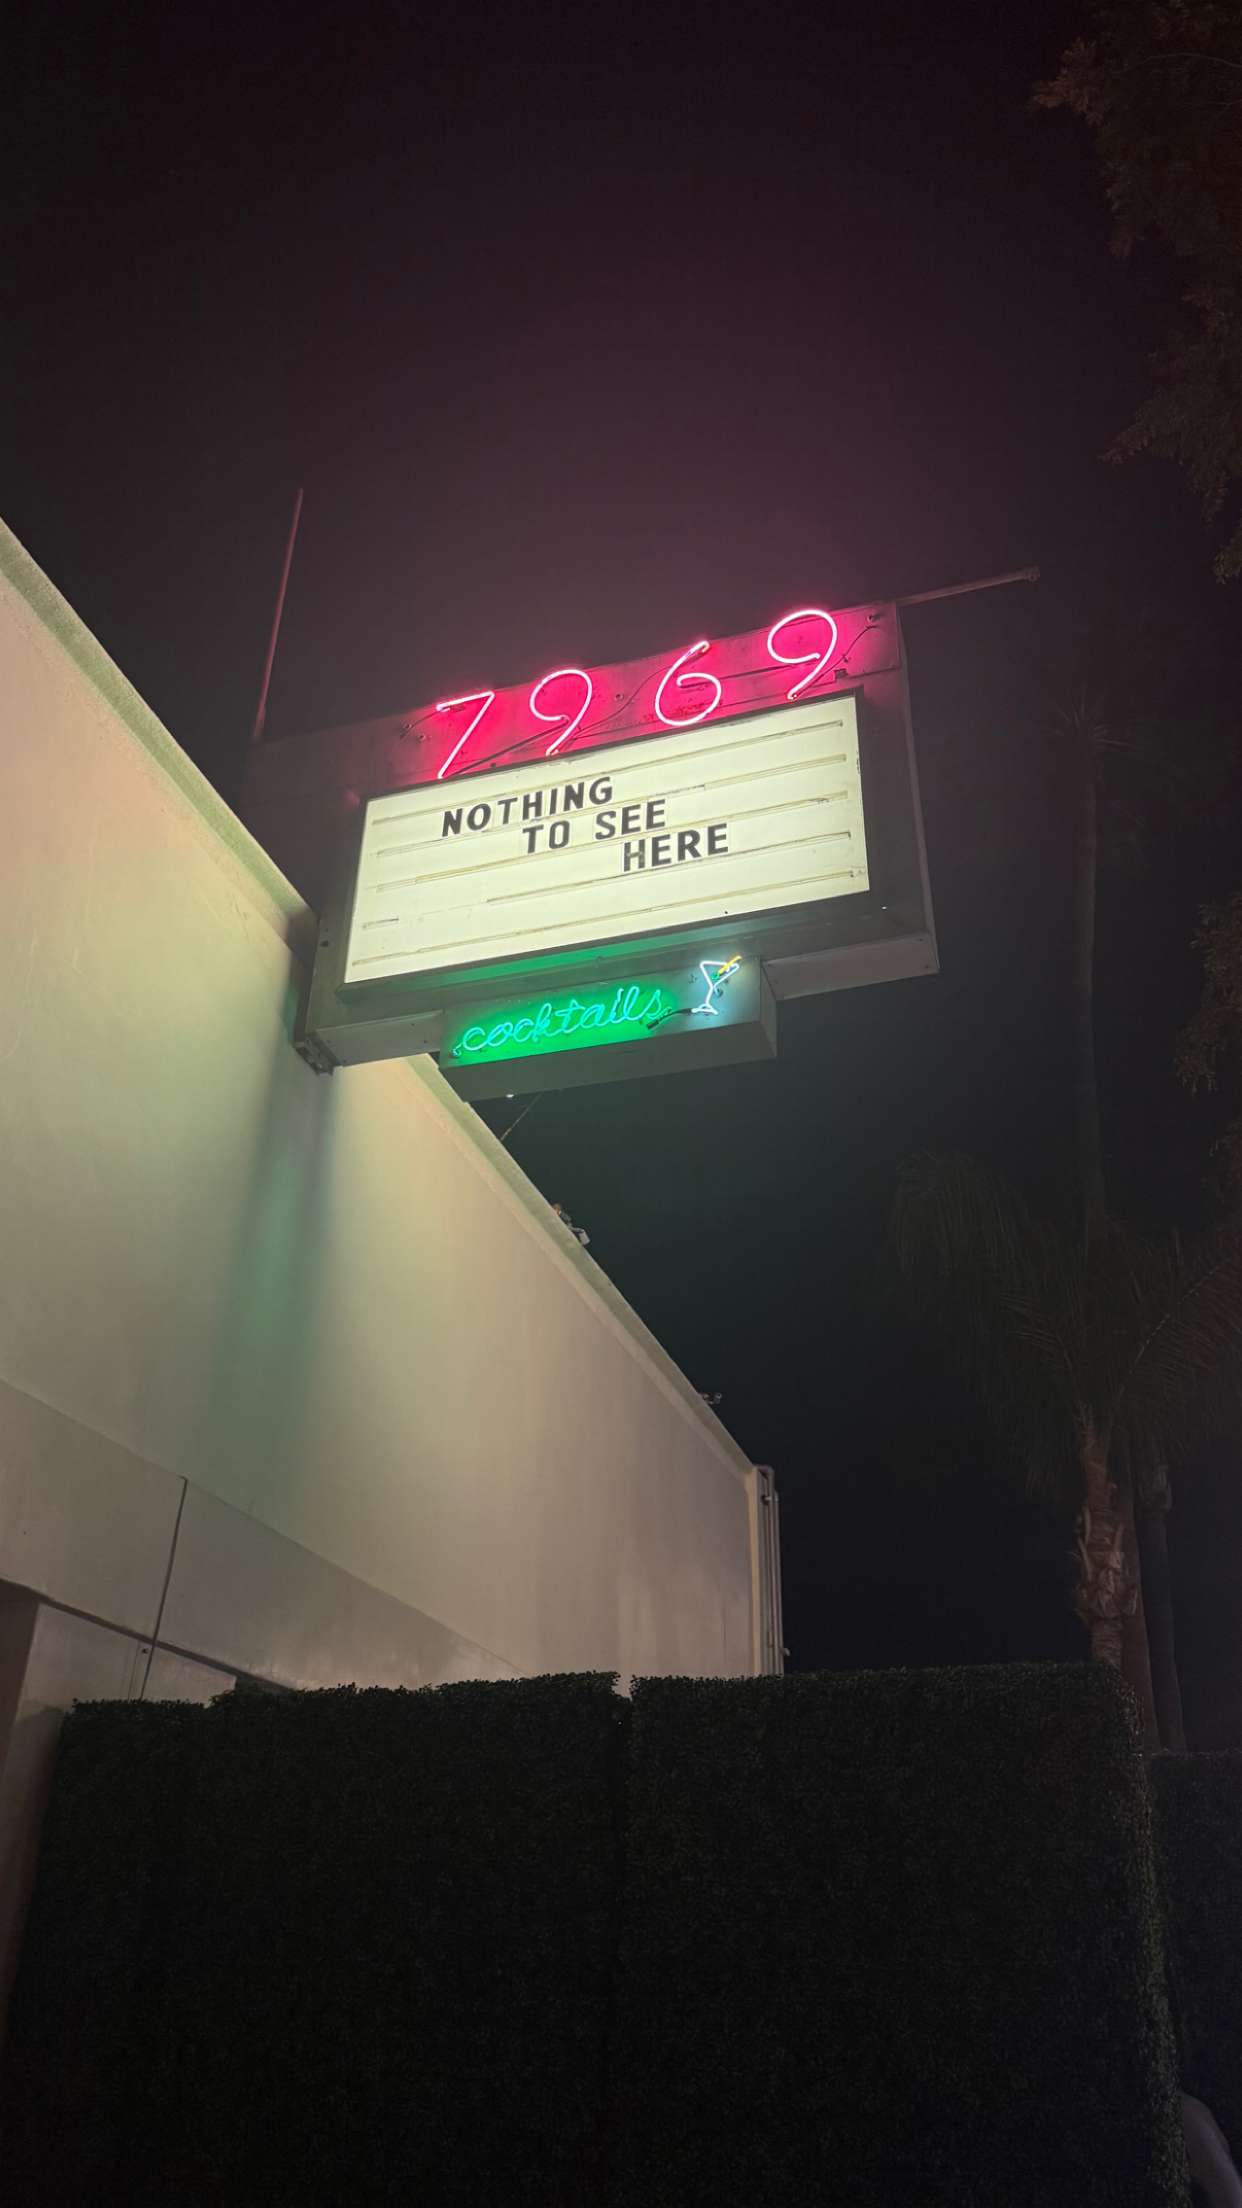 7969
NOTHING
TO SEE
HERE
cocktails